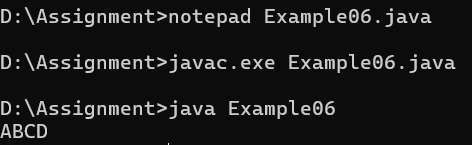 D:\Assignment>notepad Example06.java
D:\Assignment>javac.exe Example06.java
D:\Assignment>java Example06
ABCD